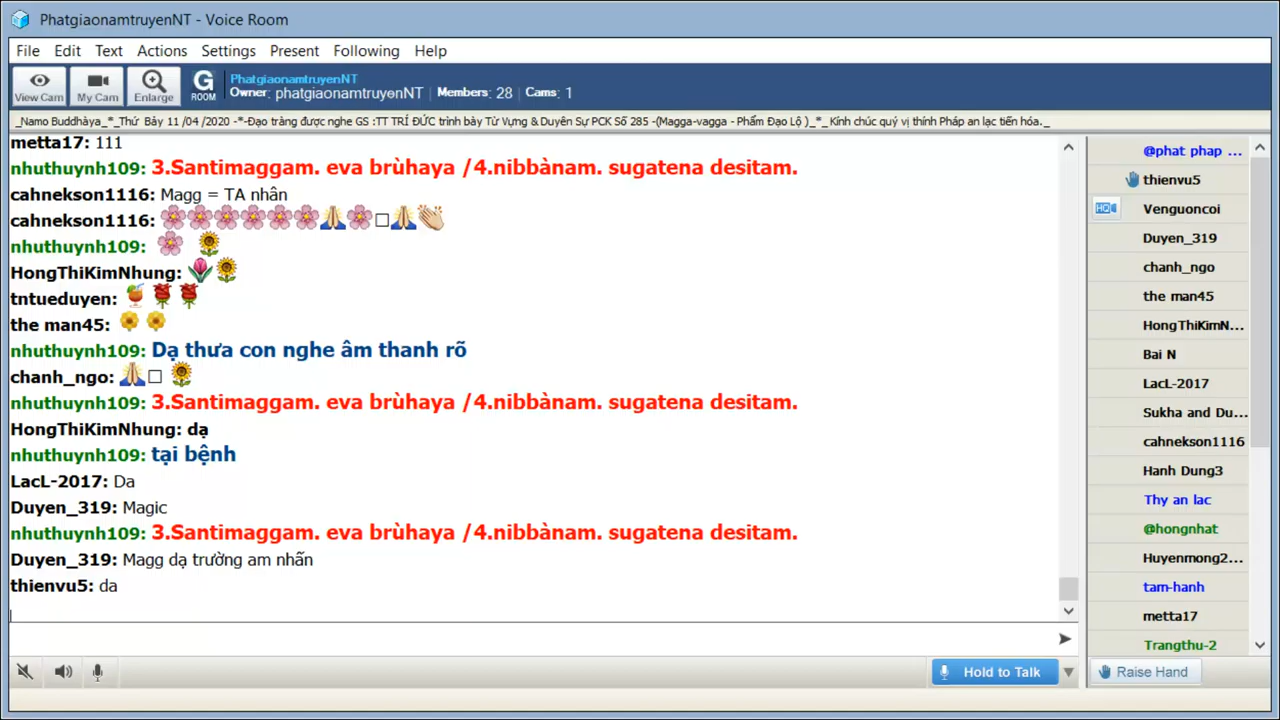 PhatgiaonamtruyenNT - Voice Room
File Edit Text Actions Settings Present Following Help
View Cam My Cam Enlarge G ROOM
PhatgiaonamtruyenNT
Owner: phatgiaonamtruyenNT Members: 28 Cams: 1
_Namo Buddhàya_*_Thứ Bảy 11 /04 /2020 -*-Đạo tràng được nghe GS :TT TRÍ ĐỨC trình bày Từ Vựng & Duyên Sự PCK Số 285 -(Magga-vagga - Phẩm Đạo Lộ )_*_ Kính chúc quý vị thính Pháp an lạc tiến hóa._
metta17: 111
nhuthuynh109: 3.Santimaggam. eva brùhaya /4.nibbànam. sugatena desitam.
cahnekson1116: Magg = TA nhân
cahnekson1116: 🌸🌸🌸🌸🌸🌸🙏🌸□🙏👏
nhuthuynh109: 🌸 🌻
HongThiKimNhung: 🌷🌻
tntueduyen: 🍹🌹🌹
the man45: 🌼 🌼
nhuthuynh109: Dạ thưa con nghe âm thanh rõ
chanh_ngo: 🙏□ 🌻
nhuthuynh109: 3.Santimaggam. eva brùhaya /4.nibbànam. sugatena desitam.
HongThiKimNhung: dạ
nhuthuynh109: tại bệnh
LacL-2017: Da
Duyen_319: Magic
nhuthuynh109: 3.Santimaggam. eva brùhaya /4.nibbànam. sugatena desitam.
Duyen_319: Magg dạ trường am nhấn
thienvu5: da
Hold to Talk
@phat phap ...
thienvu5
HQ Venguoncoi
Duyen_319
chanh_ngo
the man45
HongThiKimN...
Bai N
LacL-2017
Sukha and Du...
cahnekson1116
Hanh Dung3
Thy an lac
@hongnhat
Huyenmong2...
tam-hanh
metta17
Trangthu-2
Raise Hand